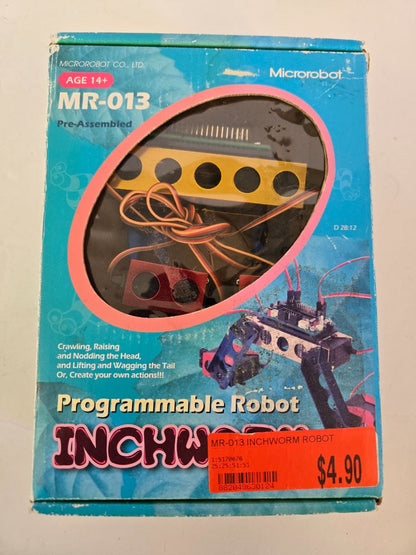 MICROROBOT CO., LTD.
AGE 14+
Microrobot
MR-013
Pre-Assembled
D 28:12
Crawling, Raising
and Nodding the Head,
and Lifting and Wagging the Tail
Or, Create your own actions!!!
Programmable Robot
INCHWORM
MR-013 INCHWORM ROBOT
$4.90